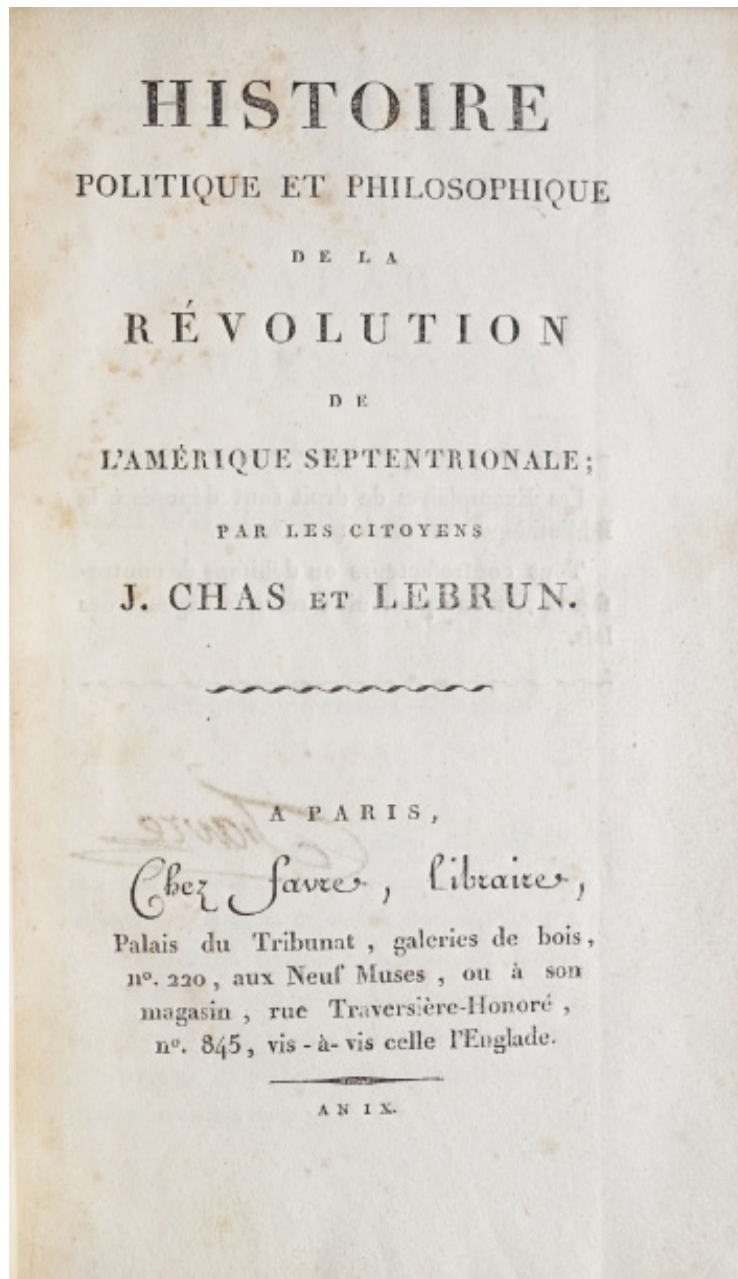 HISTOIRE
POLITIQUE ET PHILOSOPHIQUE
DE LA
RÉVOLUTION
DE
L'AMÉRIQUE SEPTENTRIONALE;
PAR LES CITOYENS
J. CHAS ET LEBRUN.
A PARIS,
Chez Favre, Libraire,
Palais du Tribunat, galeries de bois,
nº. 220, aux Neuf Muses, ou à son
magasin, rue Traversière-Honoré,
nº. 845, vis-à-vis celle l'Englade.
AN IX.